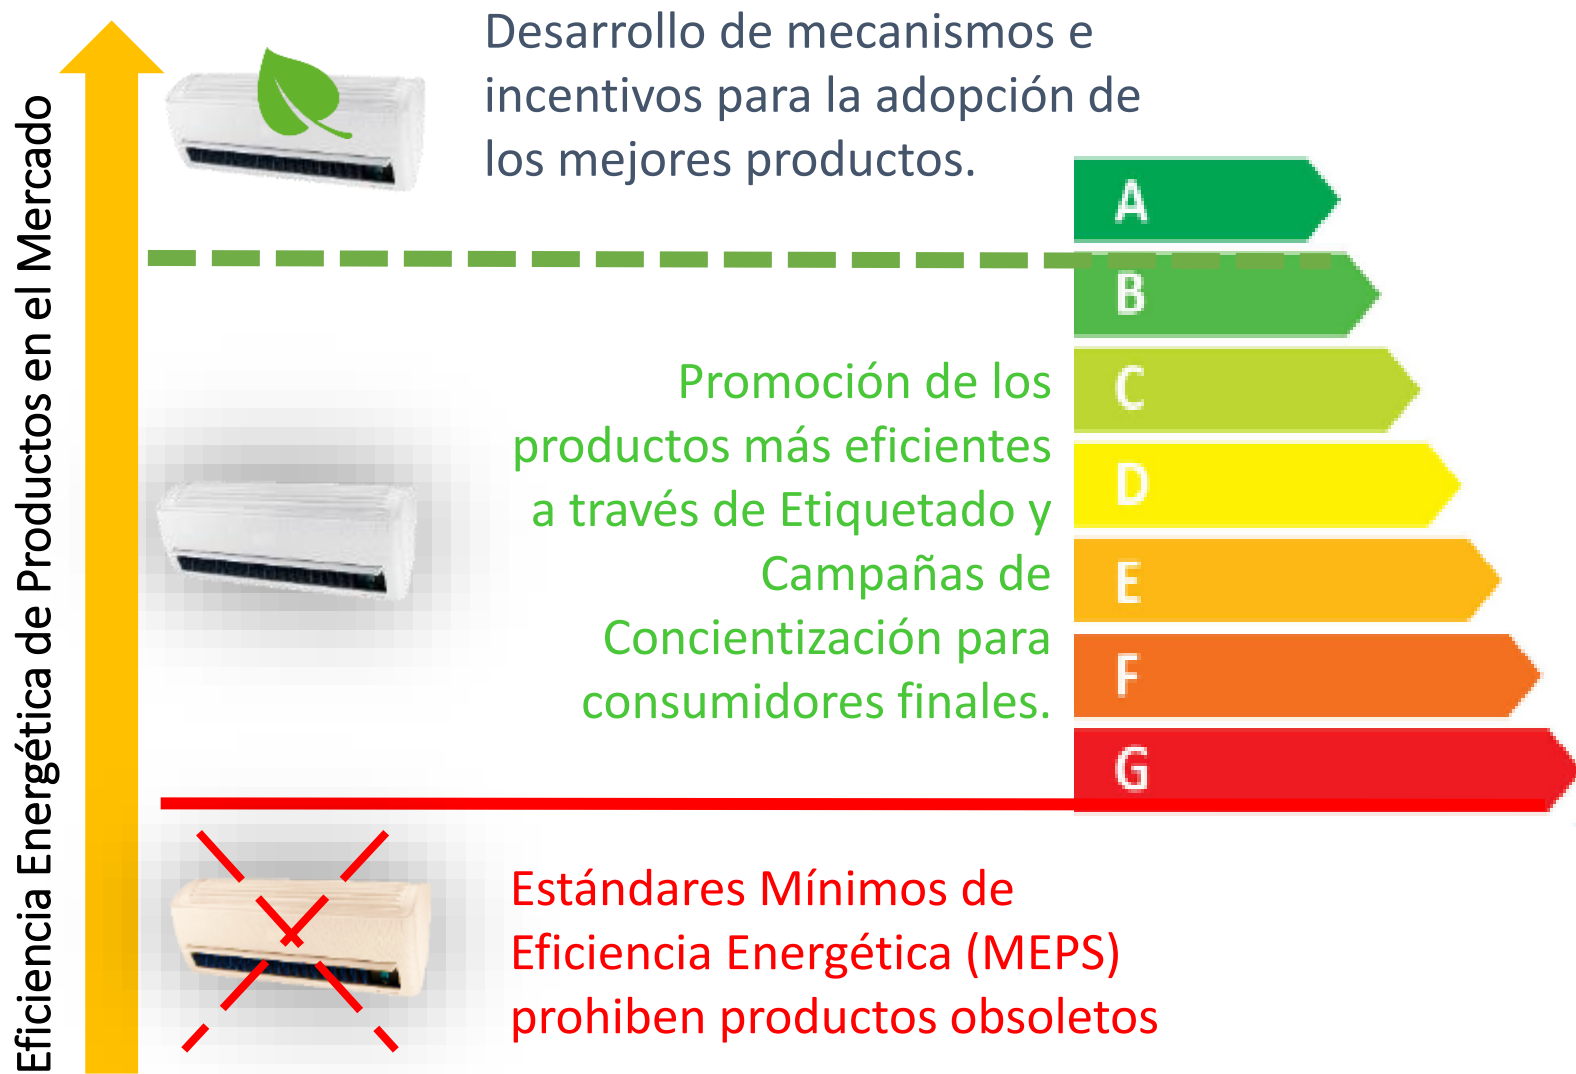 Desarrollo de mecanismos e
incentivos para la adopción de
los mejores productos.
Eficiencia Energética de Productos en el Mercado
A
B
C
D
E
F
G
Promoción de los
productos más eficientes
a través de Etiquetado y
Campañas de
Concientización para
consumidores finales.
Estándares Mínimos de
Eficiencia Energética (MEPS)
prohiben productos obsoletos